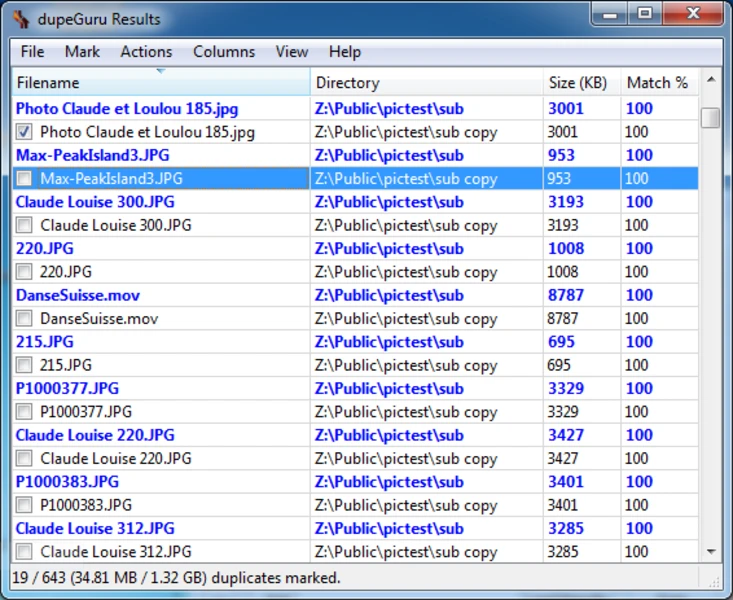 dupeGuru Results
File Mark Actions Columns View Help
Filename Directory Size (KB) Match %
Photo Claude et Loulou 185.jpg Z:\Public\pictest\sub 3001 100
Photo Claude et Loulou 185.jpg Z:\Public\pictest\sub copy 3001 100
Max-PeakIsland3.JPG Z:\Public\pictest\sub 953 100
Max-PeakIsland3.JPG Z:\Public\pictest\sub copy 953 100
Claude Louise 300.JPG Z:\Public\pictest\sub 3193 100
Claude Louise 300.JPG Z:\Public\pictest\sub copy 3193 100
220.JPG Z:\Public\pictest\sub 1008 100
220.JPG Z:\Public\pictest\sub copy 1008 100
DanseSuisse.mov Z:\Public\pictest\sub 8787 100
DanseSuisse.mov Z:\Public\pictest\sub copy 8787 100
215.JPG Z:\Public\pictest\sub 695 100
215.JPG Z:\Public\pictest\sub copy 695 100
P1000377.JPG Z:\Public\pictest\sub 3329 100
P1000377.JPG Z:\Public\pictest\sub copy 3329 100
Claude Louise 220.JPG Z:\Public\pictest\sub 3427 100
Claude Louise 220.JPG Z:\Public\pictest\sub copy 3427 100
P1000383.JPG Z:\Public\pictest\sub 3401 100
P1000383.JPG Z:\Public\pictest\sub copy 3401 100
Claude Louise 312.JPG Z:\Public\pictest\sub 3285 100
Claude Louise 312.JPG Z:\Public\pictest\sub copy 3285 100
19 / 643 (34.81 MB / 1.32 GB) duplicates marked.